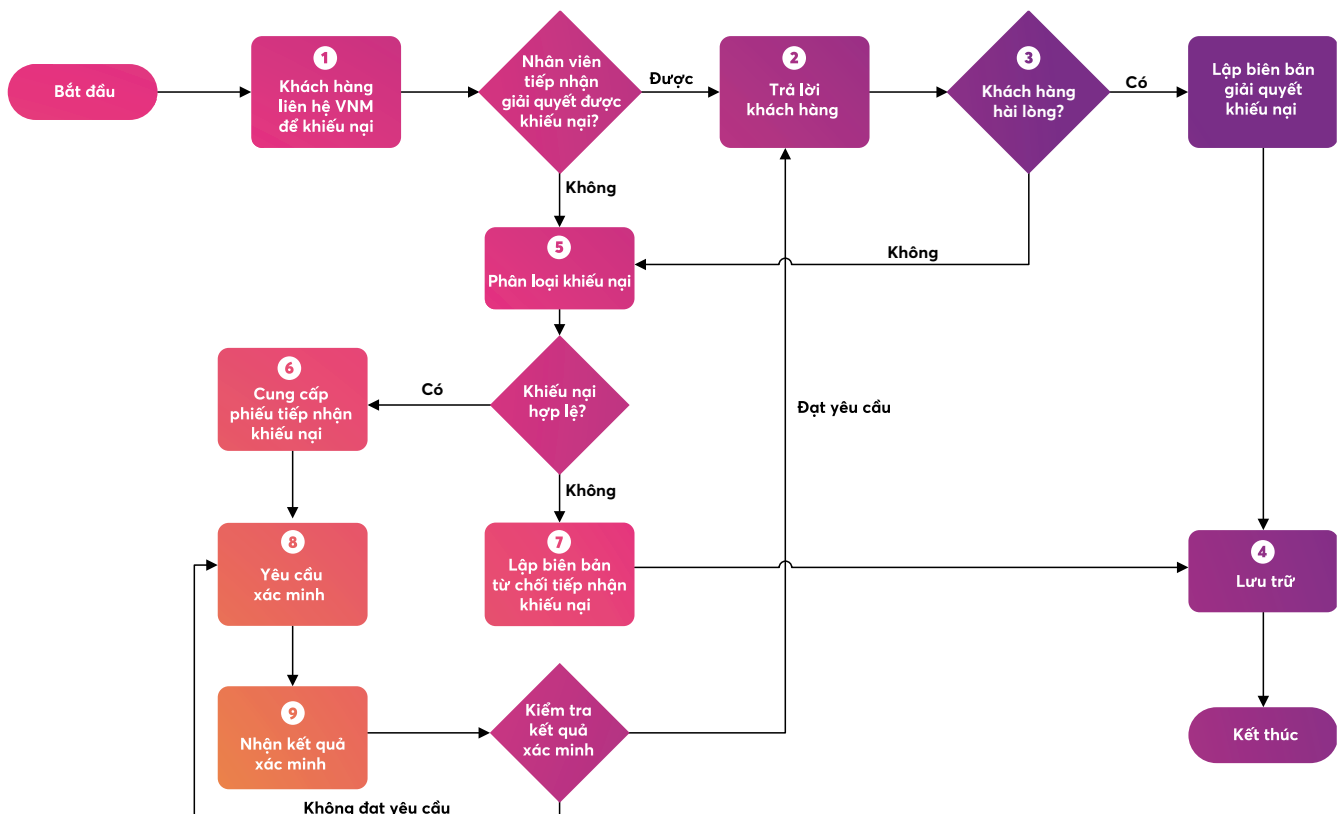 Bắt đầu
1
Khách hàng
liên hệ VNM
để khiếu nại
Nhân viên
tiếp nhận
giải quyết được
khiếu nại?
Được
2
Trả lời
khách hàng
3
Khách hàng
hài lòng?
Có
Lập biên bản
giải quyết
khiếu nại
Không
Không
5
Phân loại khiếu nại
6
Cung cấp
phiếu tiếp nhận
khiếu nại
Có
Khiếu nại
hợp lệ?
Đạt yêu cầu
Không
8
Yêu cầu
xác minh
7
Lập biên bản
từ chối tiếp nhận
khiếu nại
4
Lưu trữ
9
Nhận kết quả
xác minh
Kiểm tra
kết quả
xác minh
Kết thúc
Không đạt yêu cầu